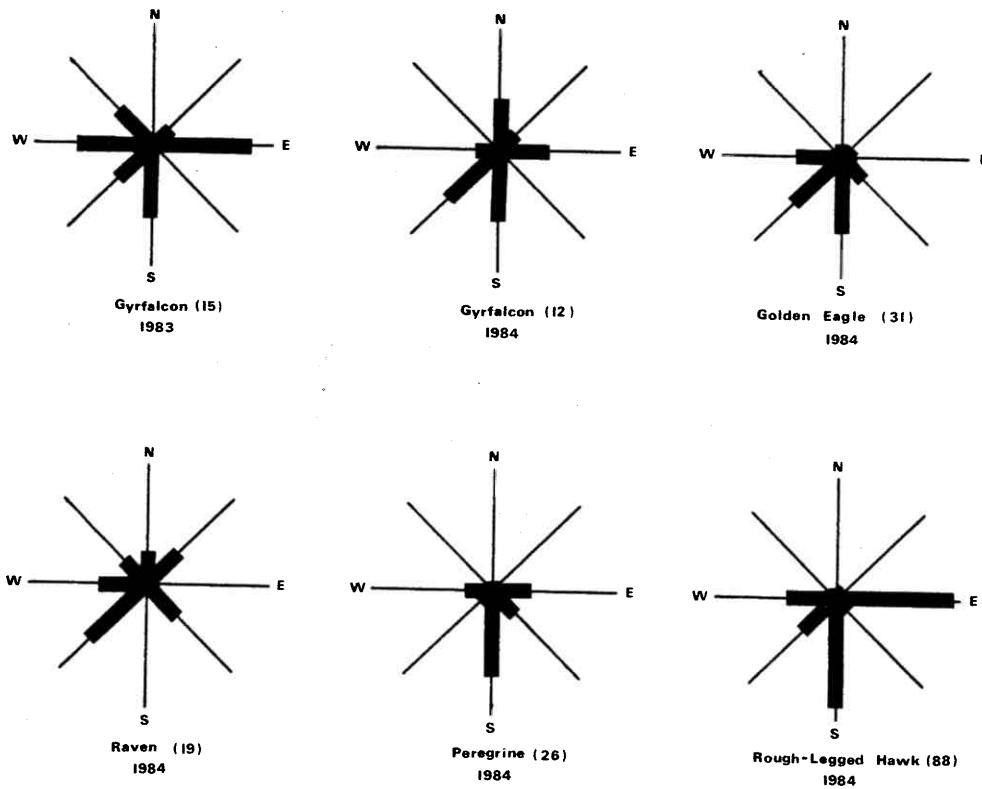 N
W E
S
Gyrfalcon (15)
1983
N
W E
S
Gyrfalcon (12)
1984
N
W
S
Golden Eagle (31)
1984
N
W E
S
Raven (19)
1984
N
W E
S
Peregrine (26)
1984
N
W E
S
Rough-Legged Hawk (88)
1984